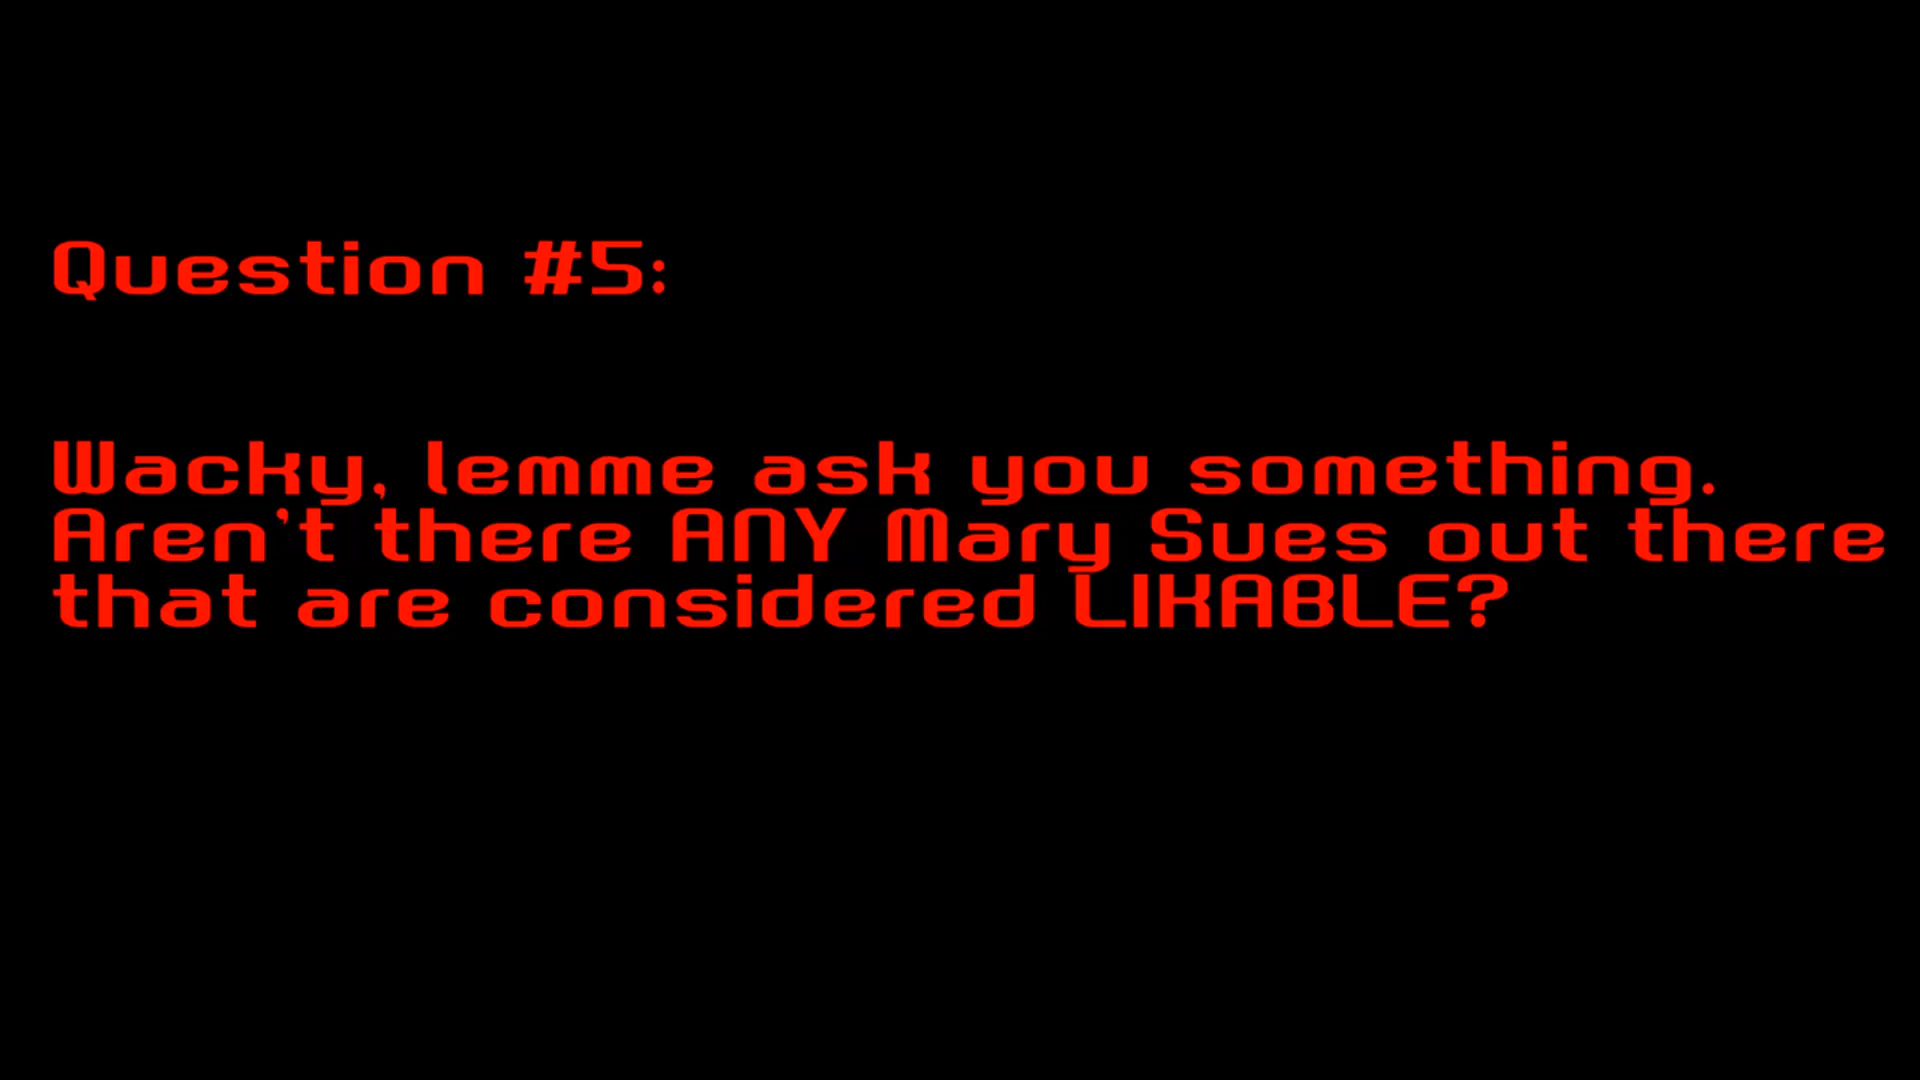 Question #5:
Wacky, lemme ask you something.
Aren't there ANY Mary Sues out there
that are considered LIKABLE?